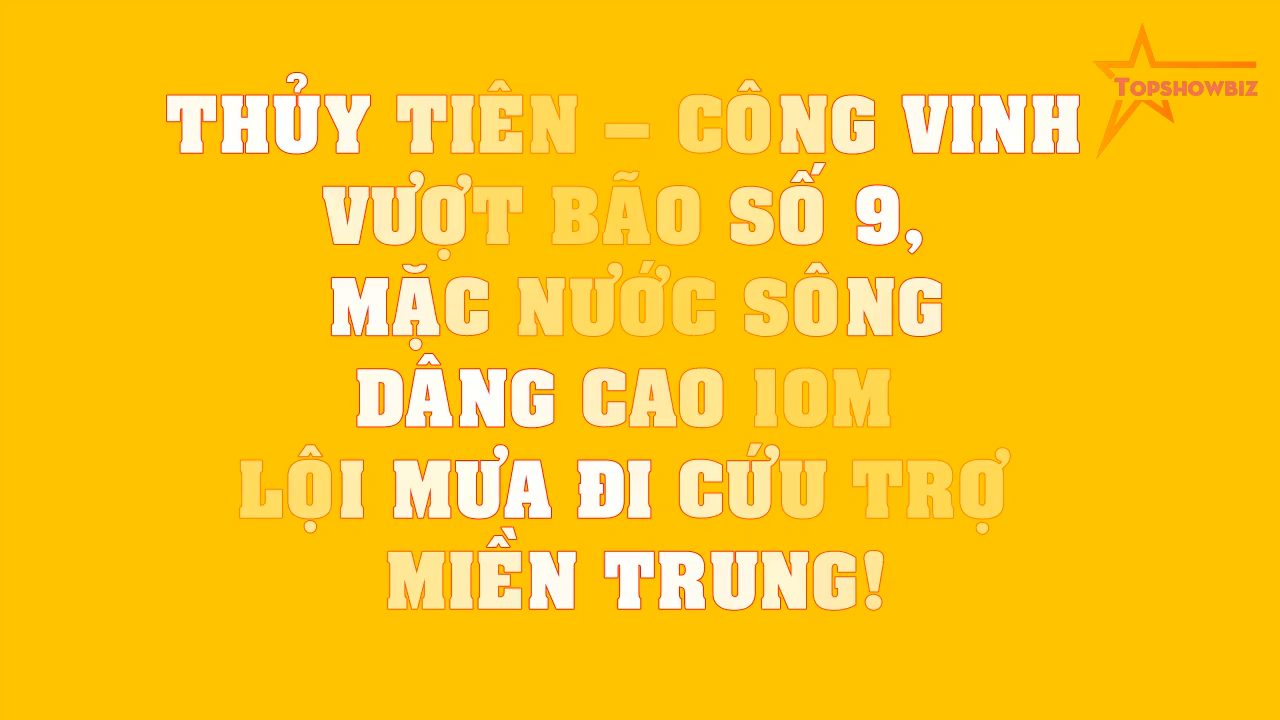 TOPSHOWBIZ
THỦY TIÊN – CÔNG VINH
VƯỢT BÃO SỐ 9,
MẶC NƯỚC SÔNG
DÂNG CAO 10M
LỘI MƯA ĐI CỨU TRỢ
MIỀN TRUNG!